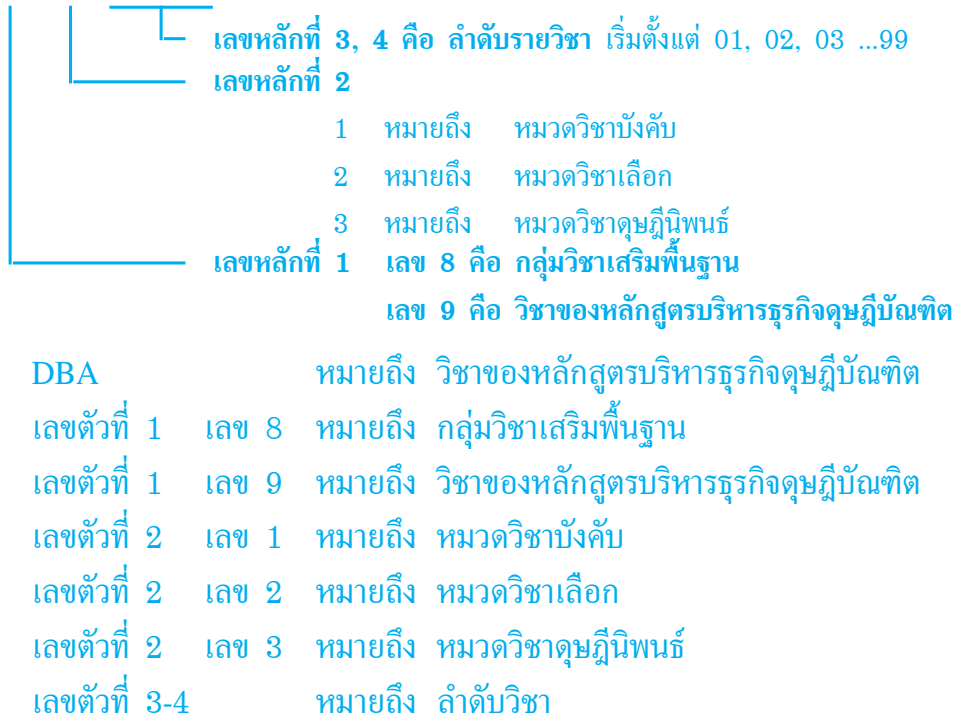 เลขหลักที่ 3, 4 คือ ลำดับรายวิชา เริ่มตั้งแต่ 01, 02, 03 ...99
เลขหลักที่ 2
1 หมายถึง หมวดวิชาบังคับ
2 หมายถึง หมวดวิชาเลือก
3 หมายถึง หมวดวิชาดุษฎีนิพนธ์
เลขหลักที่ 1 เลข 8 คือ กลุ่มวิชาเสริมพื้นฐาน
เลข 9 คือ วิชาของหลักสูตรบริหารธุรกิจดุษฎีบัณฑิต
DBA หมายถึง วิชาของหลักสูตรบริหารธุรกิจดุษฎีบัณฑิต
เลขตัวที่ 1 เลข 8 หมายถึง กลุ่มวิชาเสริมพื้นฐาน
เลขตัวที่ 1 เลข 9 หมายถึง วิชาของหลักสูตรบริหารธุรกิจดุษฎีบัณฑิต
เลขตัวที่ 2 เลข 1 หมายถึง หมวดวิชาบังคับ
เลขตัวที่ 2 เลข 2 หมายถึง หมวดวิชาเลือก
เลขตัวที่ 2 เลข 3 หมายถึง หมวดวิชาดุษฎีนิพนธ์
เลขตัวที่ 3-4 หมายถึง ลำดับวิชา